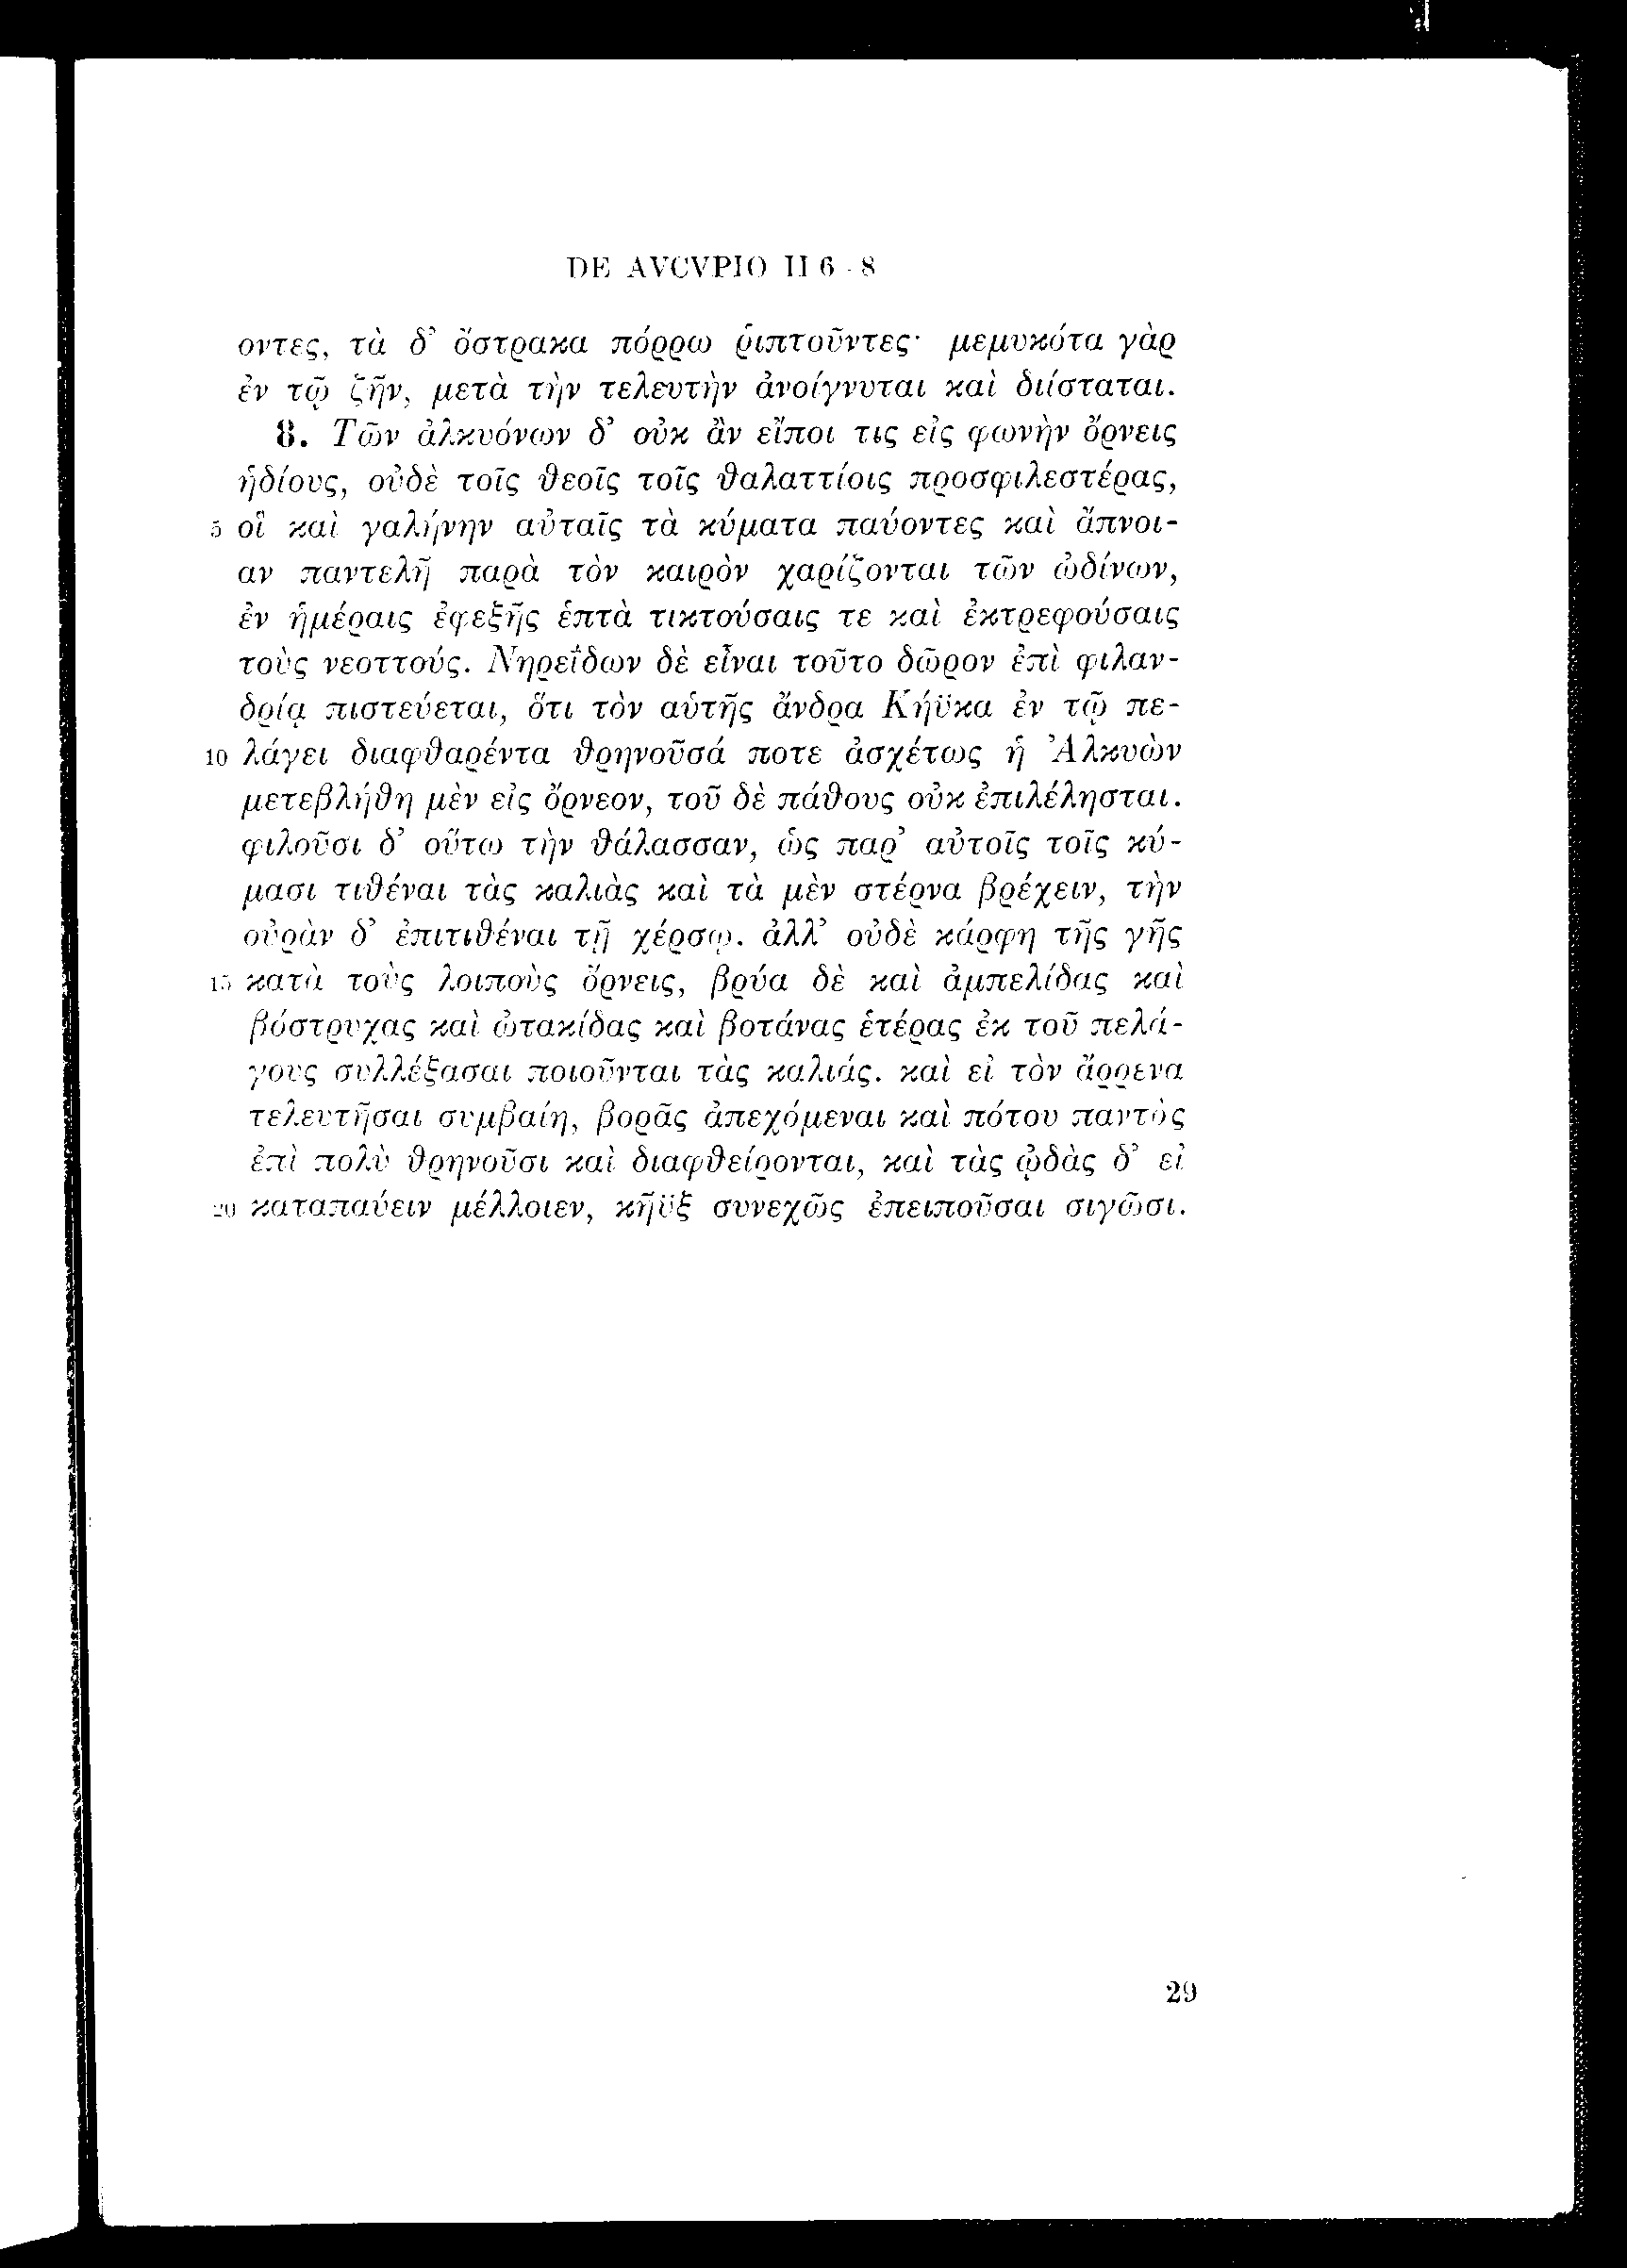 DE AVCVPIO II 6 - 8
οντες, τὰ δ’ ὄστρακα πόρρω ῥιπτοῦντες· μεμυκότα γὰρ
ἐν τῷ ζῆν, μετὰ τὴν τελευτὴν ἀνοίγνυται καὶ διίσταται.
8. Τῶν ἀλκυόνων δ’ οὐκ ἂν εἴποι τις εἰς φωνὴν ὄρνεις
ἡδίους, οὐδὲ τοῖς θεοῖς τοῖς θαλαττίοις προσφιλεστέρας,
5 οἳ καὶ γαλήνην αὐταῖς τὰ κύματα παύοντες καὶ ἄπνοι-
αν παντελῆ παρὰ τὸν καιρὸν χαρίζονται τῶν ὠδίνων,
ἐν ἡμέραις ἐφεξῆς ἑπτὰ τικτούσαις τε καὶ ἐκτρεφούσαις
τοὺς νεοττούς. Νηρεΐδων δὲ εἶναι τοῦτο δῶρον ἐπὶ φιλαν-
δρίᾳ πιστεύεται, ὅτι τὸν αὑτῆς ἄνδρα Κήϋκα ἐν τῷ πε-
10 λάγει διαφθαρέντα θρηνοῦσά ποτε ἀσχέτως ἡ Ἀλκυὼν
μετεβλήθη μὲν εἰς ὄρνεον, τοῦ δὲ πάθους οὐκ ἐπιλέλησται.
φιλοῦσι δ’ οὕτω τὴν θάλασσαν, ὡς παρ’ αὐτοῖς τοῖς κύ-
μασι τιθέναι τὰς καλιὰς καὶ τὰ μὲν στέρνα βρέχειν, τὴν
οὐρὰν δ’ ἐπιτιθέναι τῇ χέρσῳ. ἀλλ’ οὐδὲ κάρφη τῆς γῆς
15 κατὰ τοὺς λοιποὺς ὄρνεις, βρύα δὲ καὶ ἀμπελίδας καὶ
βόστρυχας καὶ ὠτακίδας καὶ βοτάνας ἑτέρας ἐκ τοῦ πελά-
γους συλλέξασαι ποιοῦνται τὰς καλιάς. καὶ εἰ τὸν ἄρρενα
τελευτῆσαι συμβαίη, βορᾶς ἀπεχόμεναι καὶ πότου παντὸς
ἐπὶ πολὺ θρηνοῦσι καὶ διαφθείρονται, καὶ τὰς ᾠδὰς δ’ εἰ
20 καταπαύειν μέλλοιεν, κῆϋξ συνεχῶς ἐπειποῦσαι σιγῶσι.
29